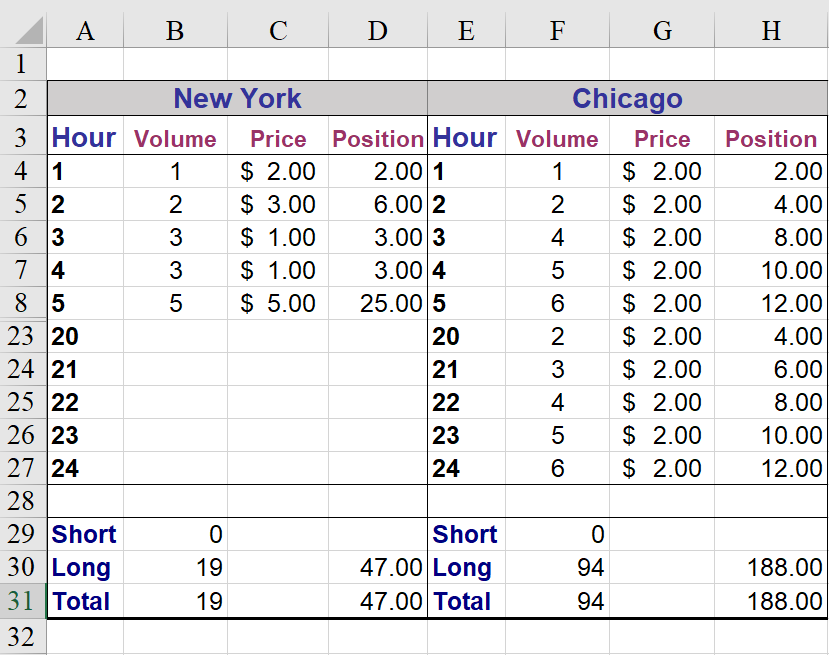 A B C D E F G H
1
2 New York Chicago
3 Hour Volume Price Position Hour Volume Price Position
4 1 1 $ 2.00 2.00 1 1 $ 2.00 2.00
5 2 2 $ 3.00 6.00 2 2 $ 2.00 4.00
6 3 3 $ 1.00 3.00 3 4 $ 2.00 8.00
7 4 3 $ 1.00 3.00 4 5 $ 2.00 10.00
8 5 5 $ 5.00 25.00 5 6 $ 2.00 12.00
23 20 20 2 $ 2.00 4.00
24 21 21 3 $ 2.00 6.00
25 22 22 4 $ 2.00 8.00
26 23 23 5 $ 2.00 10.00
27 24 24 6 $ 2.00 12.00
28
29 Short 0 Short 0
30 Long 19 47.00 Long 94 188.00
31 Total 19 47.00 Total 94 188.00
32